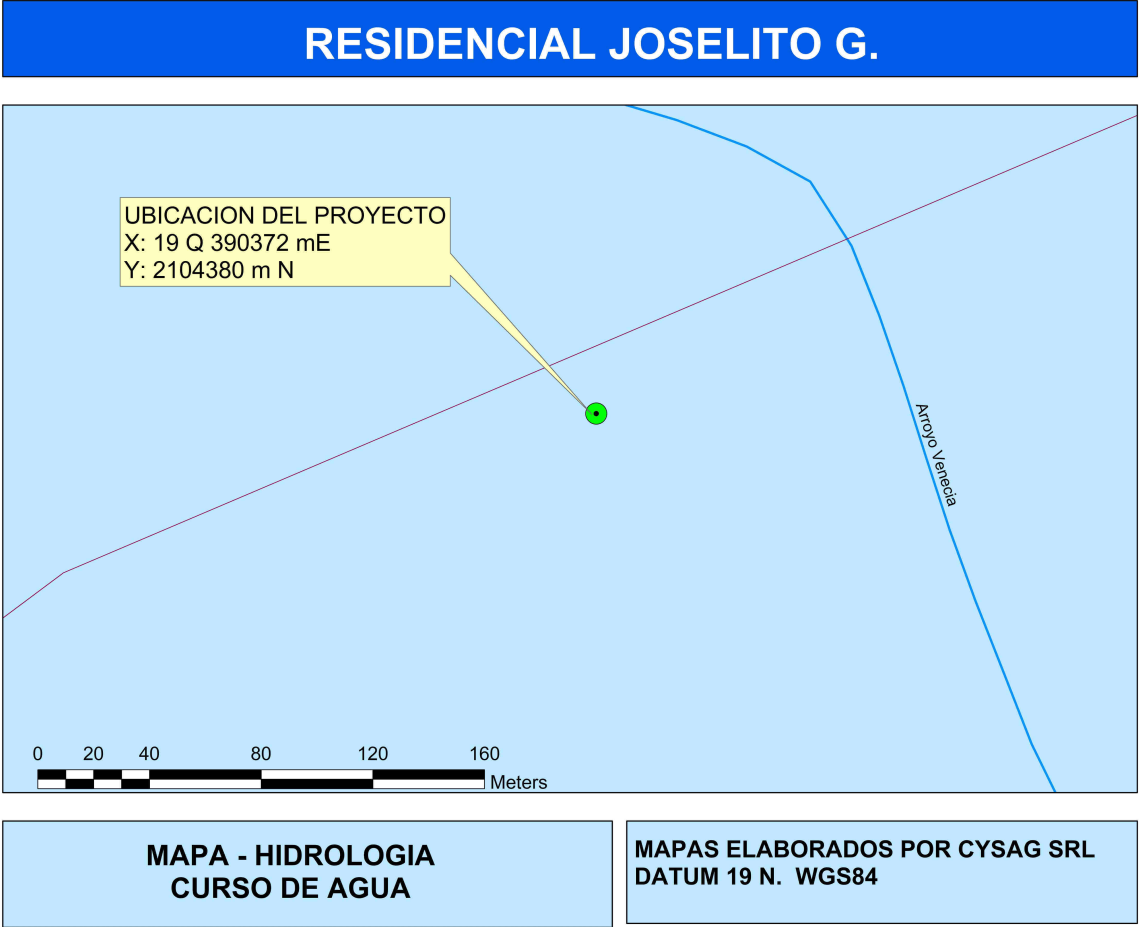 RESIDENCIAL JOSELITO G.
UBICACION DEL PROYECTO
X: 19 Q 390372 mE
Y: 2104380 m N
Arroyo Venecia
0 20 40 80 120 160
Meters
MAPA - HIDROLOGIA
CURSO DE AGUA
MAPAS ELABORADOS POR CYSAG SRL
DATUM 19 N. WGS84